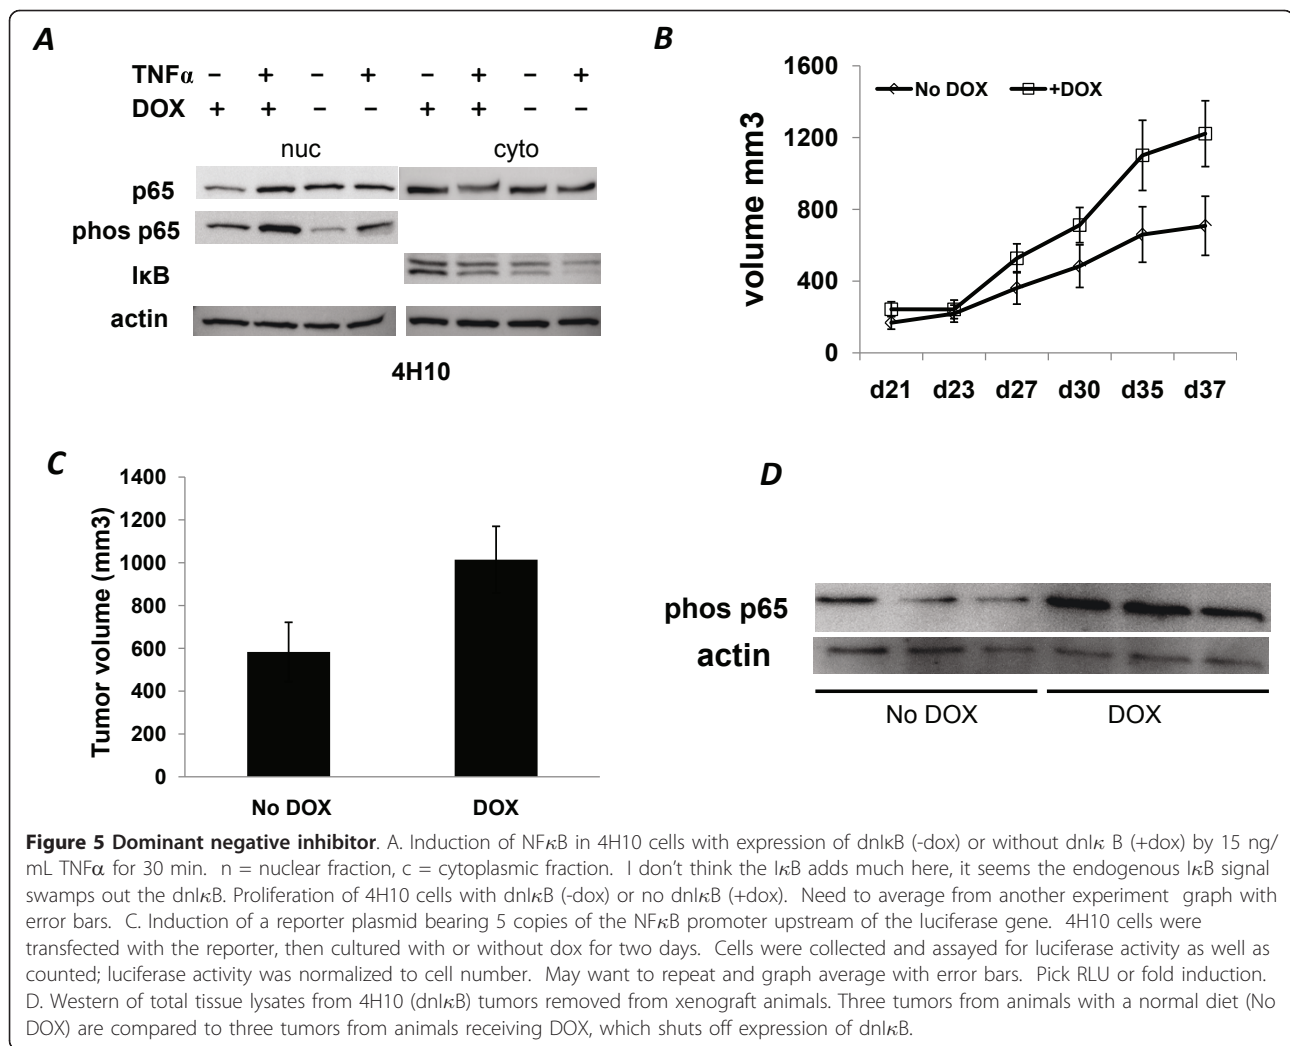 A
TNFα - + - + - + - +
DOX + + - - + + - -
nuc cyto
p65
phos p65
IκB
actin
4H10
B
1600
1200
800
400
0
volume mm3
No DOX +DOX
d21 d23 d27 d30 d35 d37
C
1400
1200
1000
800
600
400
200
0
Tumor volume (mm3)
No DOX DOX
D
phos p65
actin
No DOX DOX
Figure 5 Dominant negative inhibitor. A. Induction of NFκB in 4H10 cells with expression of dnlκB (-dox) or without dnlκ B (+dox) by 15 ng/
mL TNFα for 30 min. n = nuclear fraction, c = cytoplasmic fraction. I don't think the IκB adds much here, it seems the endogenous IκB signal
swamps out the dnlκB. Proliferation of 4H10 cells with dnlκB (-dox) or no dnlκB (+dox). Need to average from another experiment graph with
error bars. C. Induction of a reporter plasmid bearing 5 copies of the NFκB promoter upstream of the luciferase gene. 4H10 cells were
transfected with the reporter, then cultured with or without dox for two days. Cells were collected and assayed for luciferase activity as well as
counted; luciferase activity was normalized to cell number. May want to repeat and graph average with error bars. Pick RLU or fold induction.
D. Western of total tissue lysates from 4H10 (dnlκB) tumors removed from xenograft animals. Three tumors from animals with a normal diet (No
DOX) are compared to three tumors from animals receiving DOX, which shuts off expression of dnlκB.